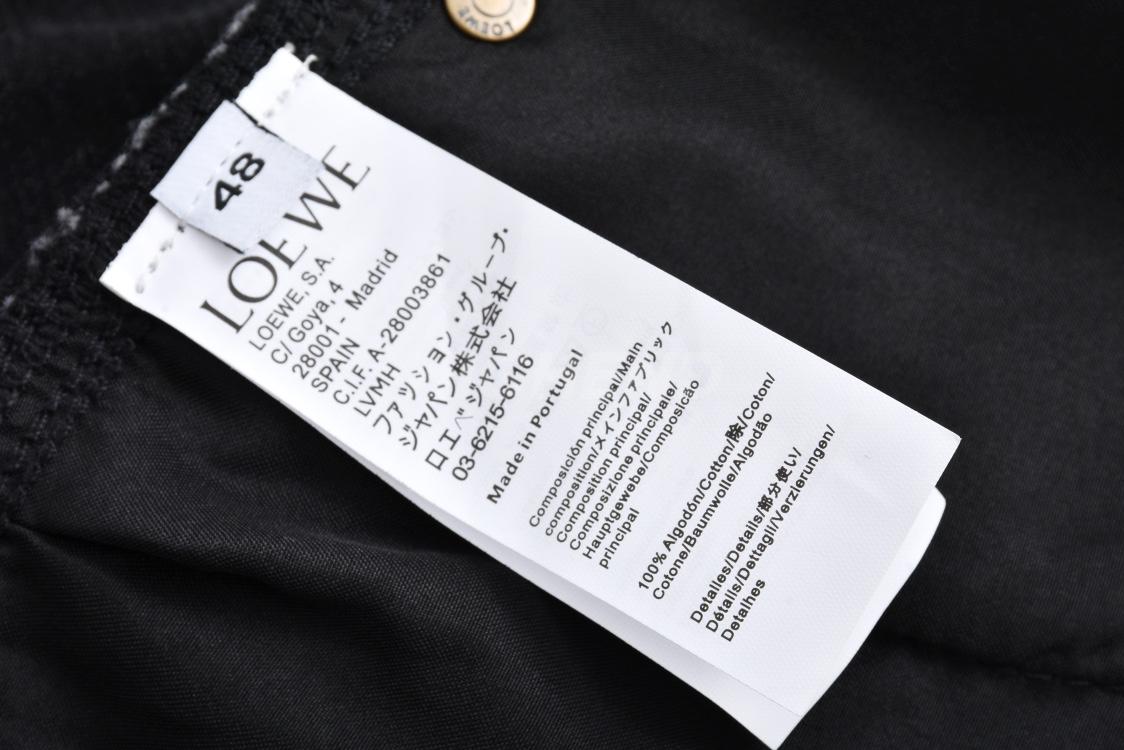 LOEWE
48
LOEWE
LOEWE, S.A.
C/Goya, 4
28001 - Madrid
SPAIN
C.I.F. A-28003861
LVMH
ファッション・グループ・
ジャパン株式会社
ロエベジャパン
03-6215-6116
Made in Portugal
Composición principal/Main
composition/メインファブリック
Composition principal/
Composizione principale/
Hauptgewebe/Composicão
principal
100% Algodón/Cotton/除/Coton/
Cotone/Baumwolle/Algodão
Detalles/Details/部分使い/
Détails/Dettagli/Verzierungen/
Detalhes